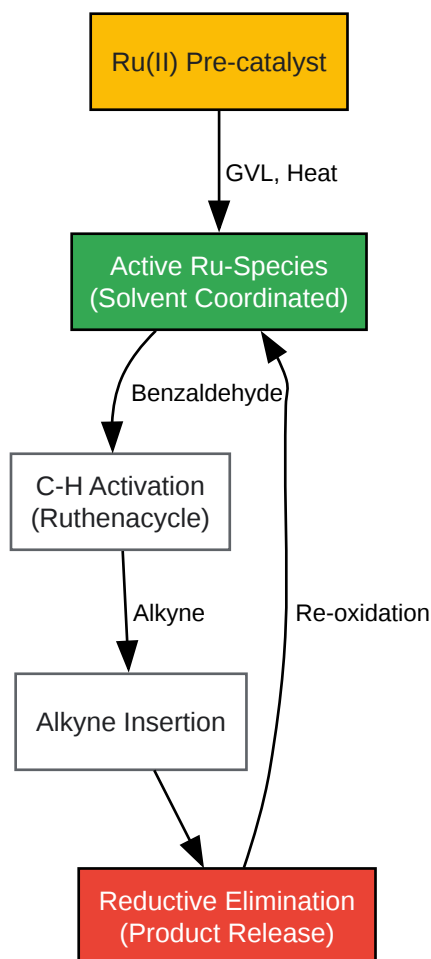 Ru(II) Pre-catalyst
GVL, Heat
Active Ru-Species
(Solvent Coordinated)
Benzaldehyde
C-H Activation
(Ruthenacycle)
Alkyne
Re-oxidation
Alkyne Insertion
Reductive Elimination
(Product Release)